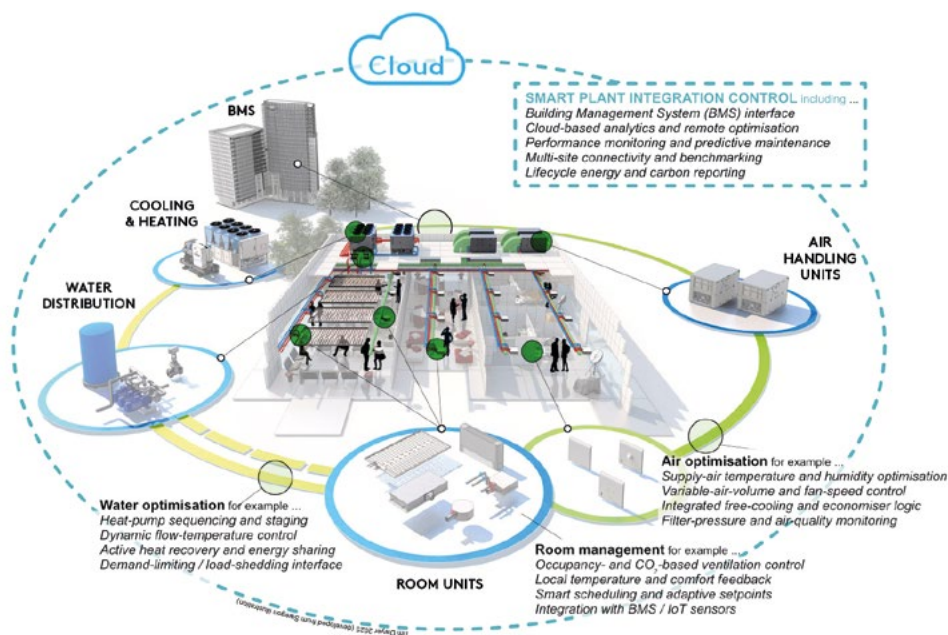 Cloud
SMART PLANT INTEGRATION CONTROL including ...
Building Management System (BMS) interface
Cloud-based analytics and remote optimisation
Performance monitoring and predictive maintenance
Multi-site connectivity and benchmarking
Lifecycle energy and carbon reporting
BMS
COOLING
& HEATING
AIR
HANDLING
UNITS
WATER
DISTRIBUTION
Air optimisation for example ...
Supply-air temperature and humidity optimisation
Variable-air-volume and fan-speed control
Integrated free-cooling and economiser logic
Filter-pressure and air-quality monitoring
Water optimisation for example ...
Heat-pump sequencing and staging
Dynamic flow-temperature control
Active heat recovery and energy sharing
Demand-limiting / load-shedding interface
Room management for example ...
Occupancy- and CO₂-based ventilation control
Local temperature and comfort feedback
Smart scheduling and adaptive setpoints
Integration with BMS / IoT sensors
ROOM UNITS
Dwyer 2025 (developed from Swegon illustration)